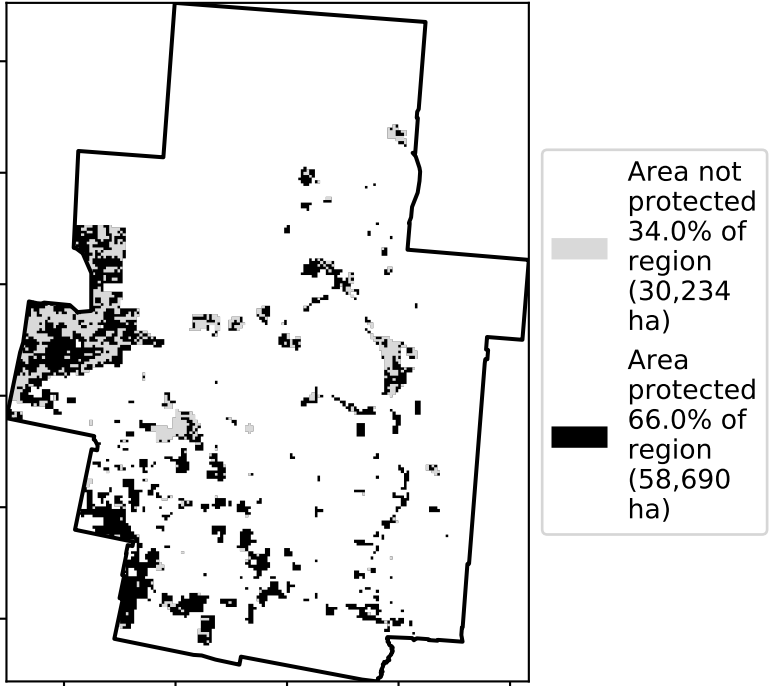 Area not
protected
34.0% of
region
(30,234
ha)
Area
protected
66.0% of
region
(58,690
ha)